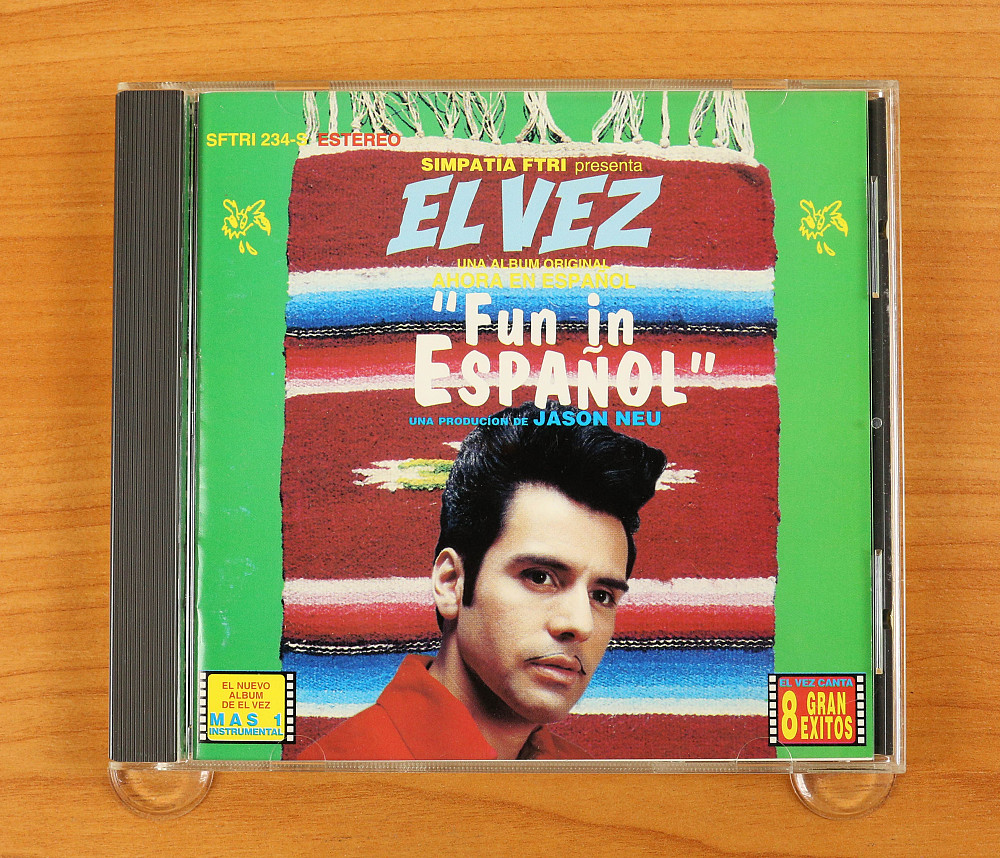 SFTRI 234-S ESTEREO
SIMPATIA FTRI presenta
EL VEZ
UNA ALBUM ORIGINAL
AHORA EN ESPAÑOL
"Fun in
ESPAÑOL"
UNA PRODUCION DE JASON NEU
EL NUEVO
ALBUM
DE EL VEZ
MAS 1
INSTRUMENTAL
EL VEZ CANTA
8 GRAN
EXITOS